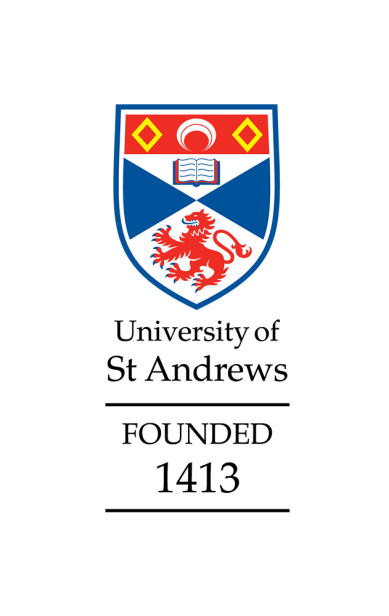 University of
St Andrews
FOUNDED
1413